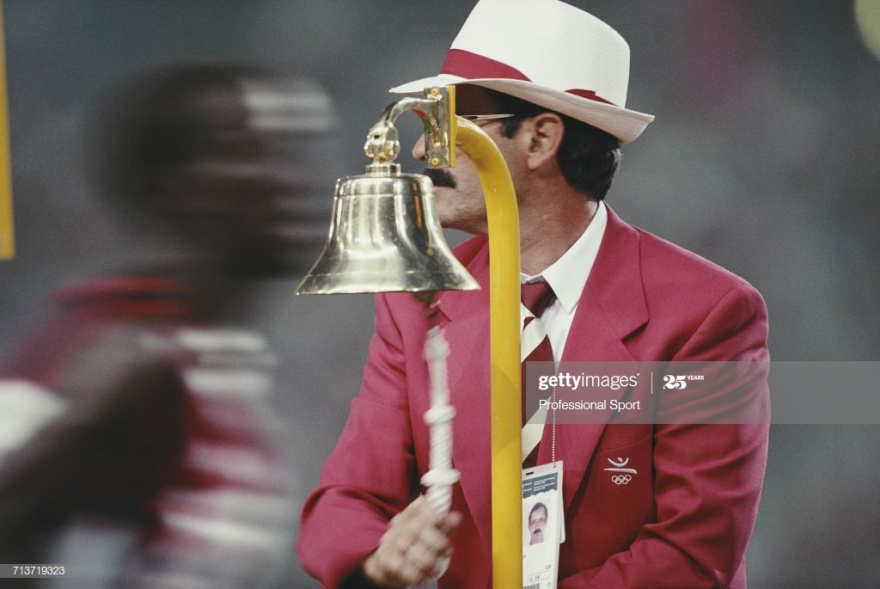 gettyimages® | 25 YEARS
Professional Sport
713719323